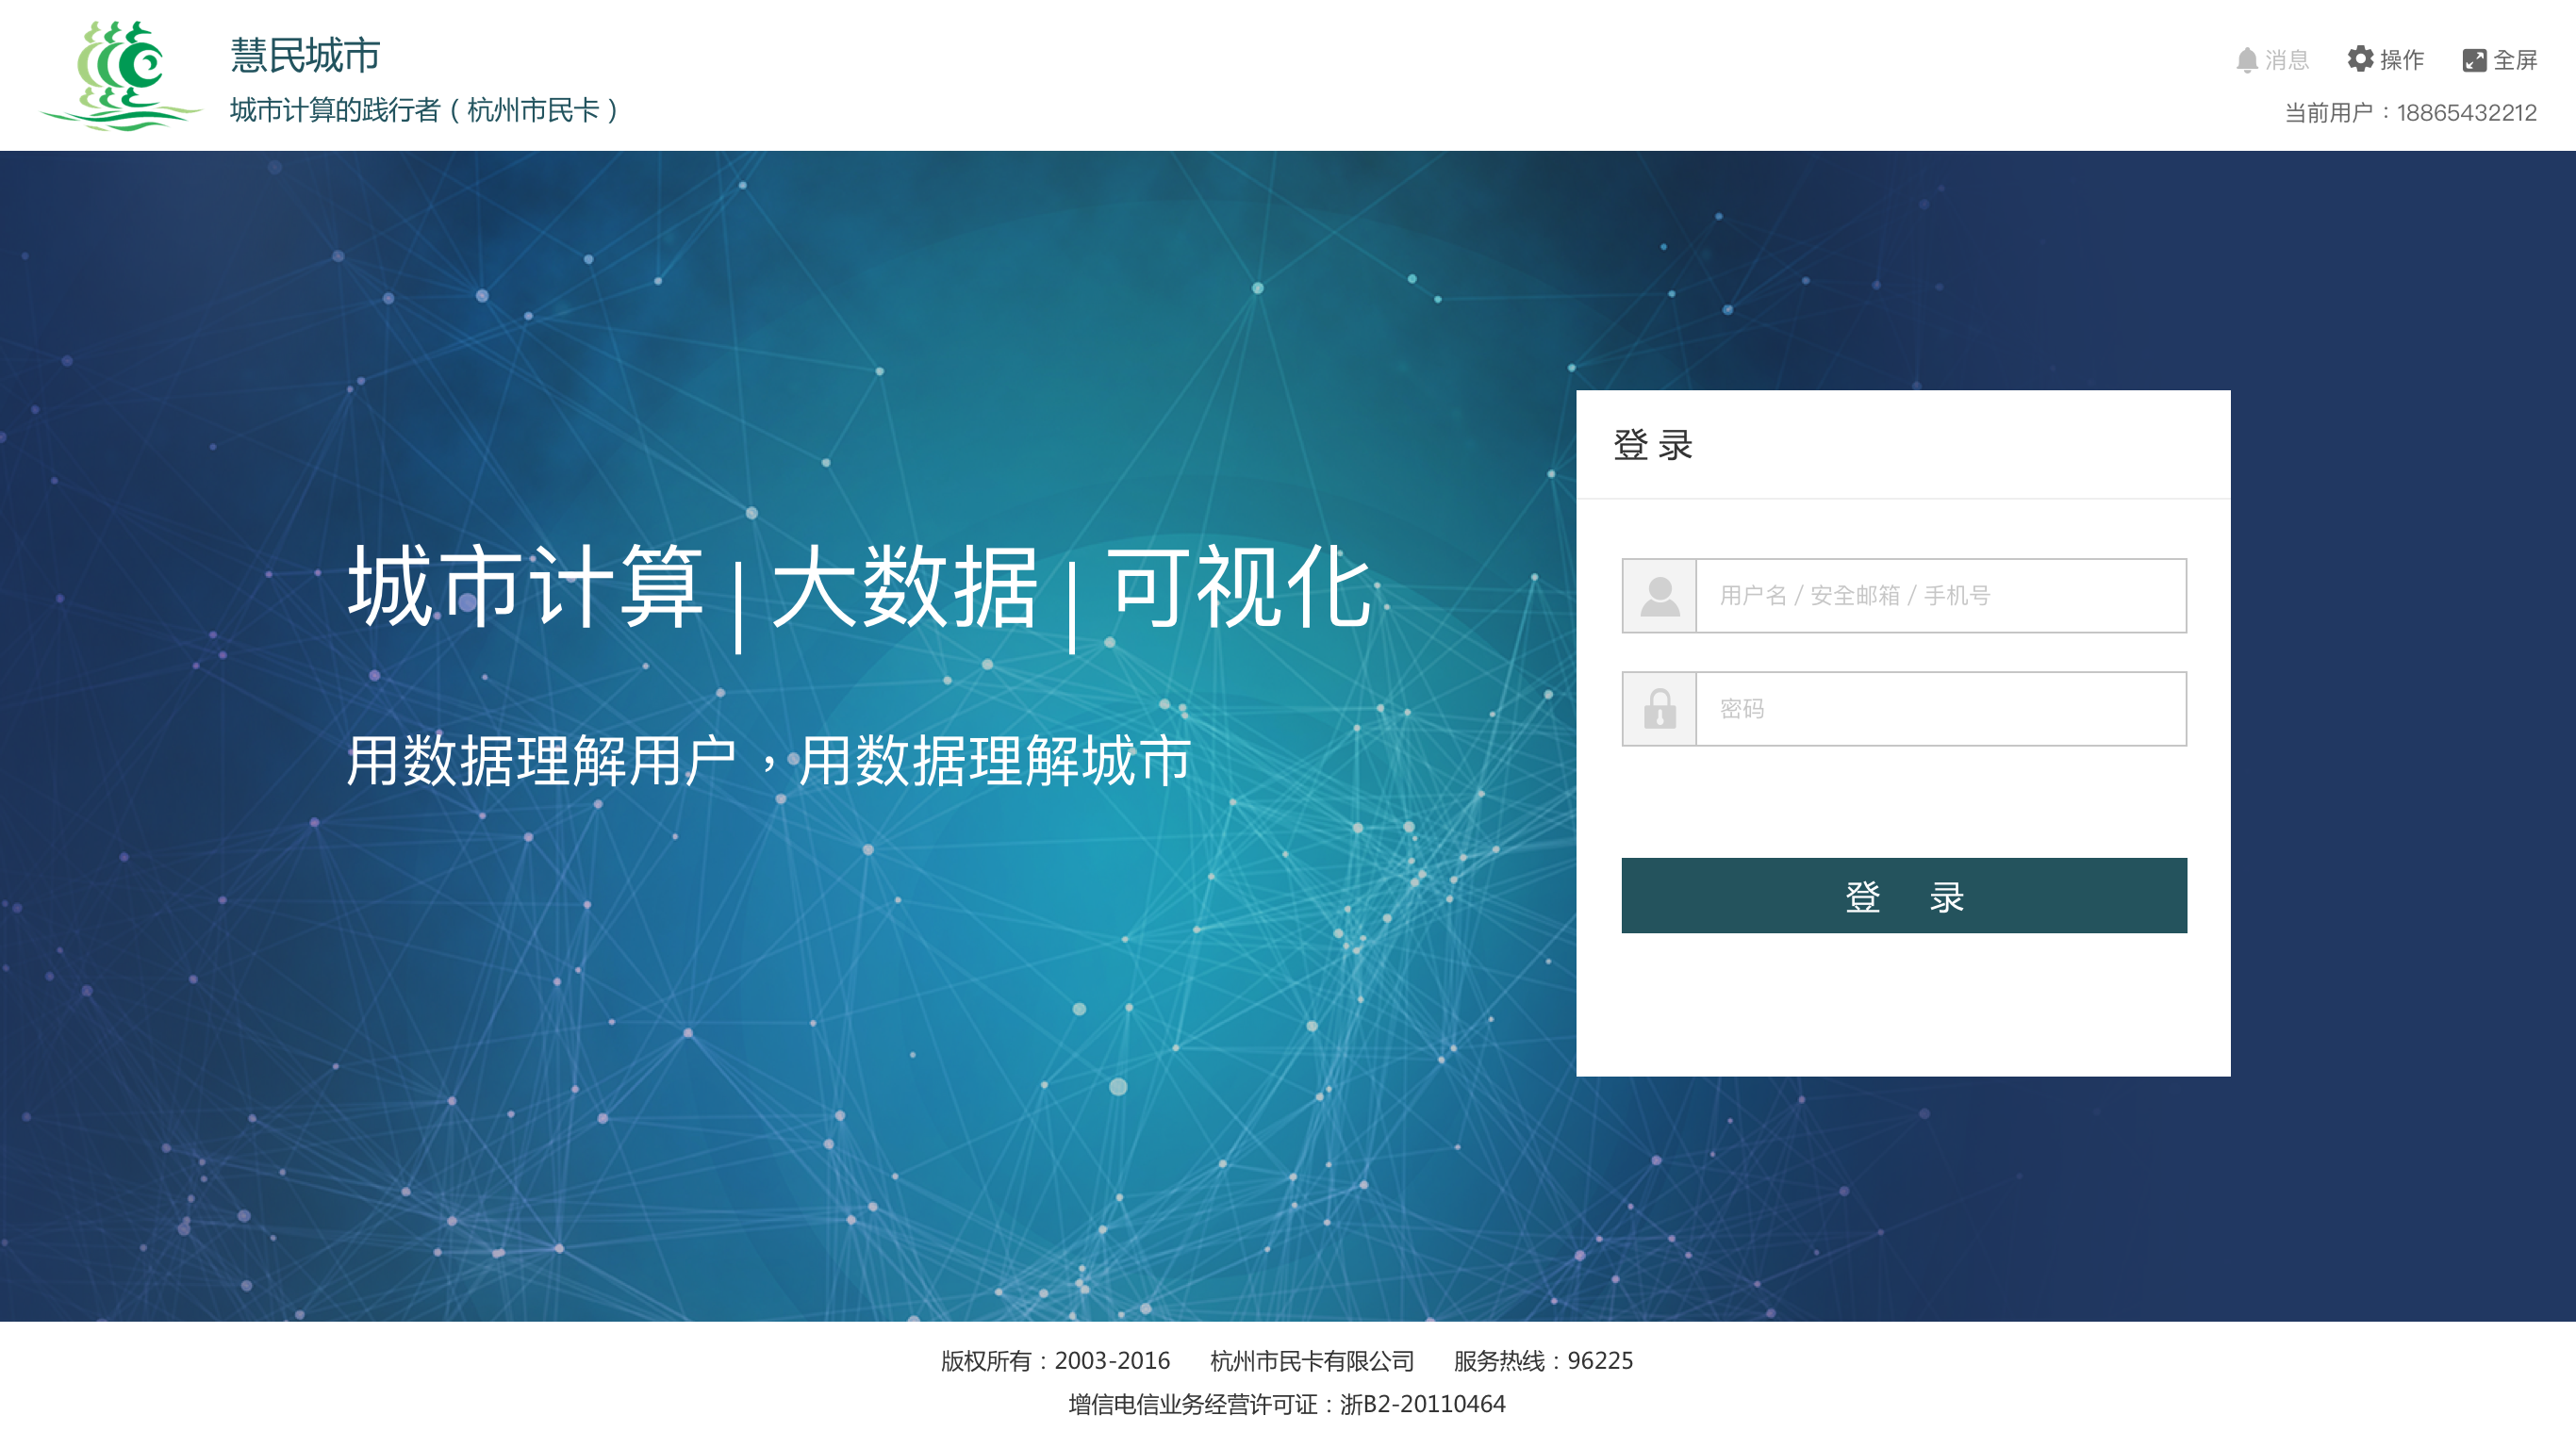 慧民城市
城市计算的践行者（杭州市民卡）
消息 操作 全屏
当前用户：18865432212
城市计算 | 大数据 | 可视化
用数据理解用户，用数据理解城市
登 录
用户名 / 安全邮箱 / 手机号
密码
登 录
版权所有：2003-2016 杭州市民卡有限公司 服务热线：96225
增信电信业务经营许可证：浙B2-20110464